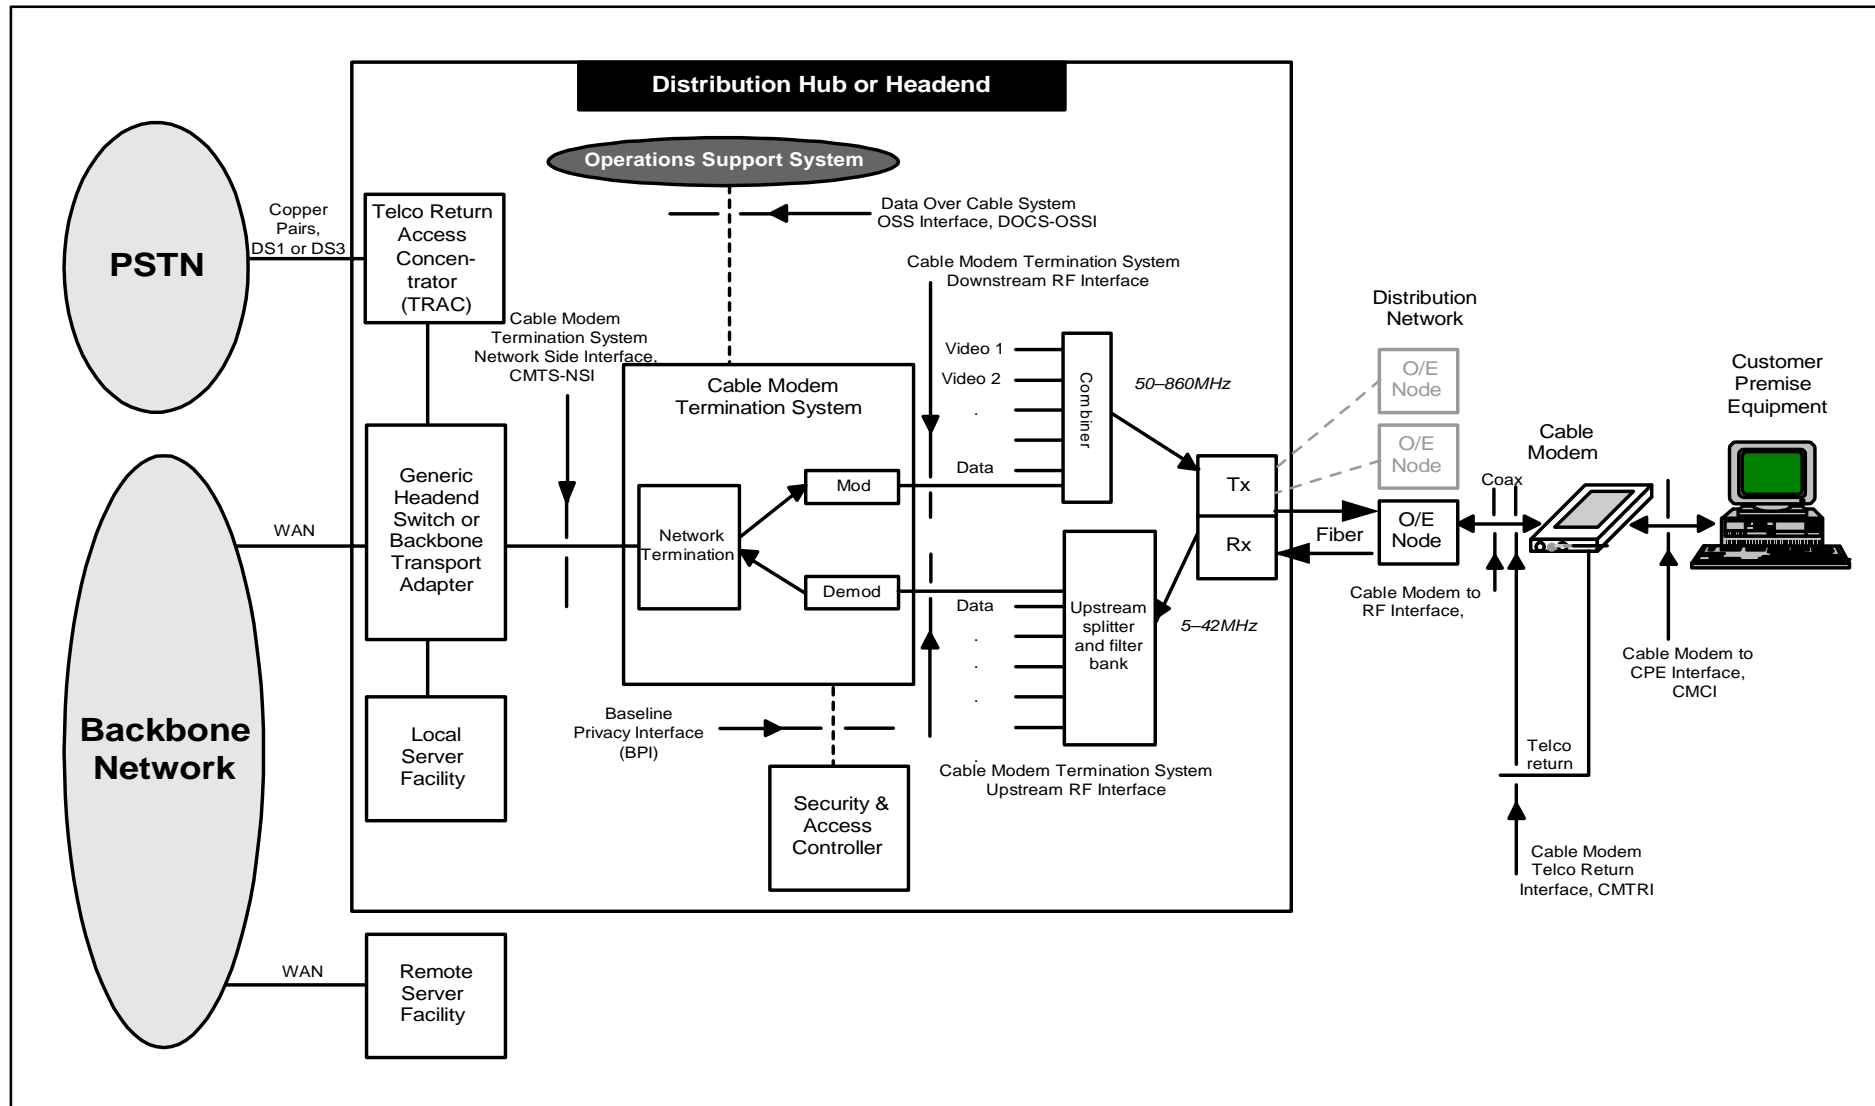 Distribution Hub or Headend
Operations Support System
PSTN
Copper
Pairs,
DS1 or DS3
Telco Return
Access
Concen-
trator
(TRAC)
Data Over Cable System
OSS Interface, DOCS-OSSI
Cable Modem Termination System
Downstream RF Interface
Cable Modem
Termination System
Network Side Interface,
CMTS-NSI
Cable Modem
Termination System
Video 1
Video 2
.
Data
Combiner
50–860MHz
Distribution
Network
O/E
Node
O/E
Node
O/E
Node
Customer
Premise
Equipment
Cable
Modem
Coax
Generic
Headend
Switch or
Backbone
Transport
Adapter
WAN
Network
Termination
Mod
Demod
Tx
Rx
Fiber
Data
.
.
.
.
Upstream
splitter
and filter
bank
5–42MHz
Cable Modem to
RF Interface,
Cable Modem to
CPE Interface,
CMCI
Backbone
Network
Local
Server
Facility
Baseline
Privacy Interface
(BPI)
.
Cable Modem Termination System
Upstream RF Interface
Telco
return
Security &
Access
Controller
Cable Modem
Telco Return
Interface, CMTRI
WAN
Remote
Server
Facility